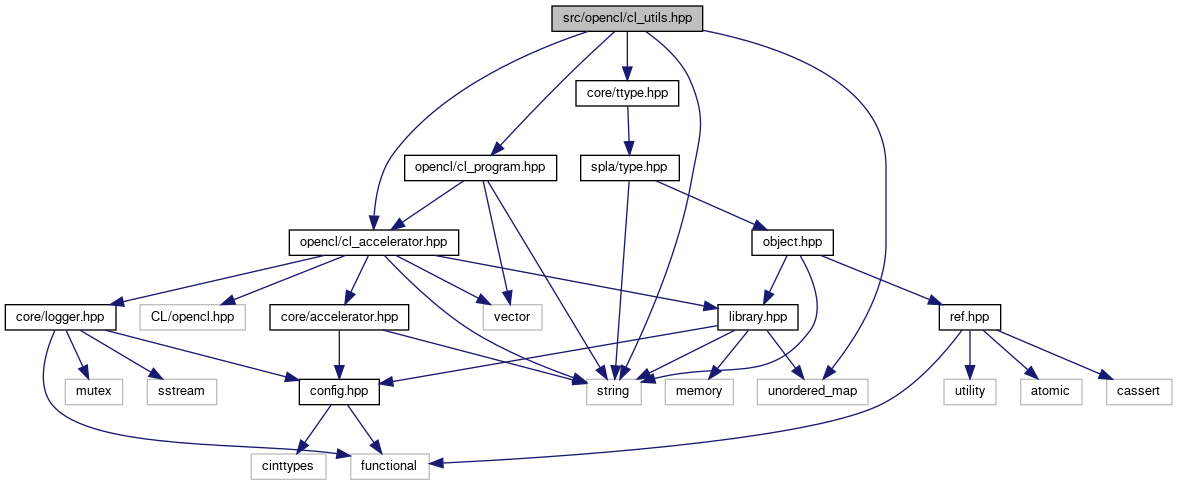 src/opencl/cl_utils.hpp
core/ttype.hpp
opencl/cl_program.hpp
spla/type.hpp
opencl/cl_accelerator.hpp
object.hpp
core/logger.hpp
CL/opencl.hpp
core/accelerator.hpp
vector
library.hpp
ref.hpp
mutex
sstream
config.hpp
string
memory
unordered_map
utility
atomic
cassert
cinttypes
functional